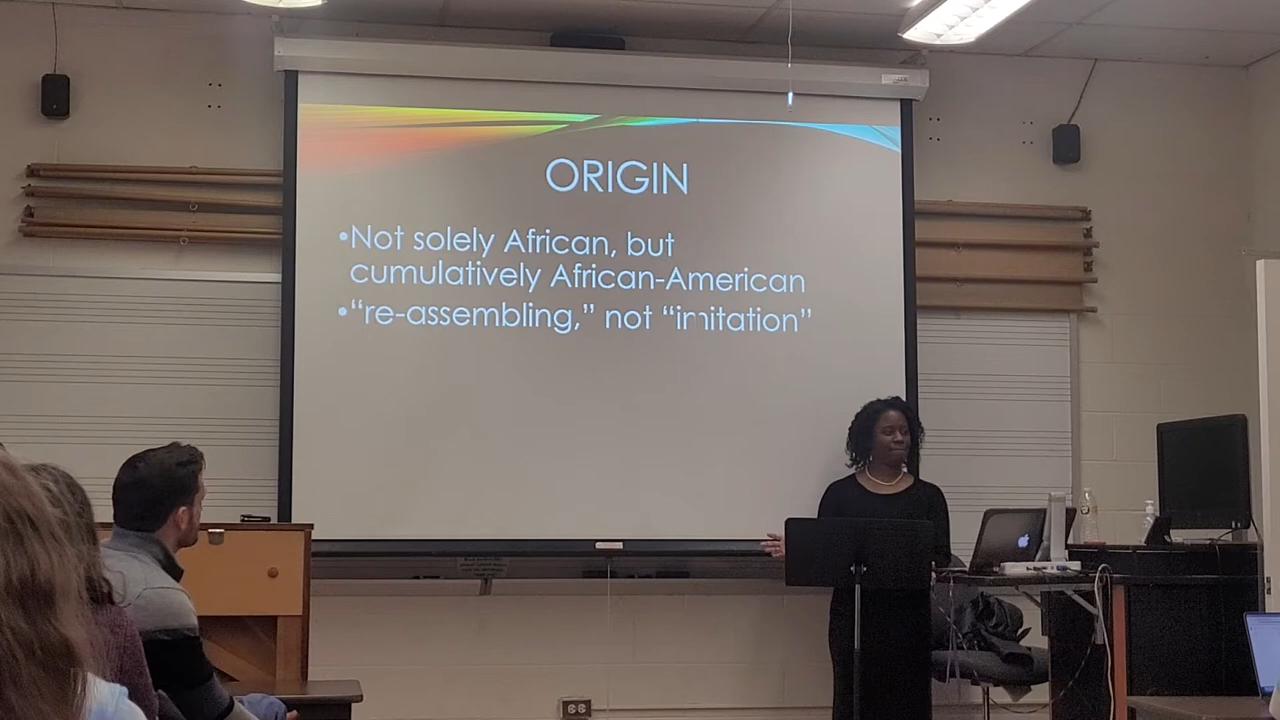 ORIGIN
•Not solely African, but
cumulatively African-American
•“re-assembling,” not “imitation”